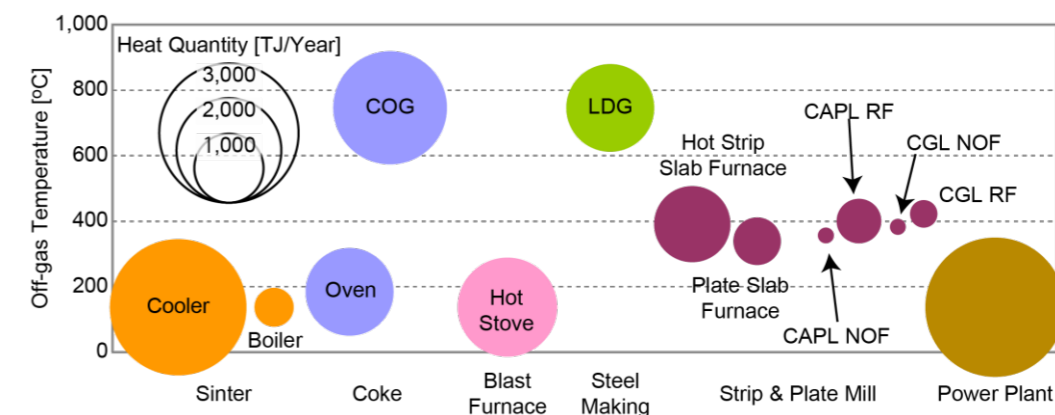 1,000
Heat Quantity [TJ/Year]
3,000
2,000
1,000
Off-gas Temperature [ºC]
800
600
400
200
0
COG
LDG
CAPL RF
Hot Strip
Slab Furnace
CGL NOF
CGL RF
Cooler
Boiler
Oven
Hot
Stove
Plate Slab
Furnace
CAPL NOF
Sinter
Coke
Blast
Furnace
Steel
Making
Strip & Plate Mill
Power Plant